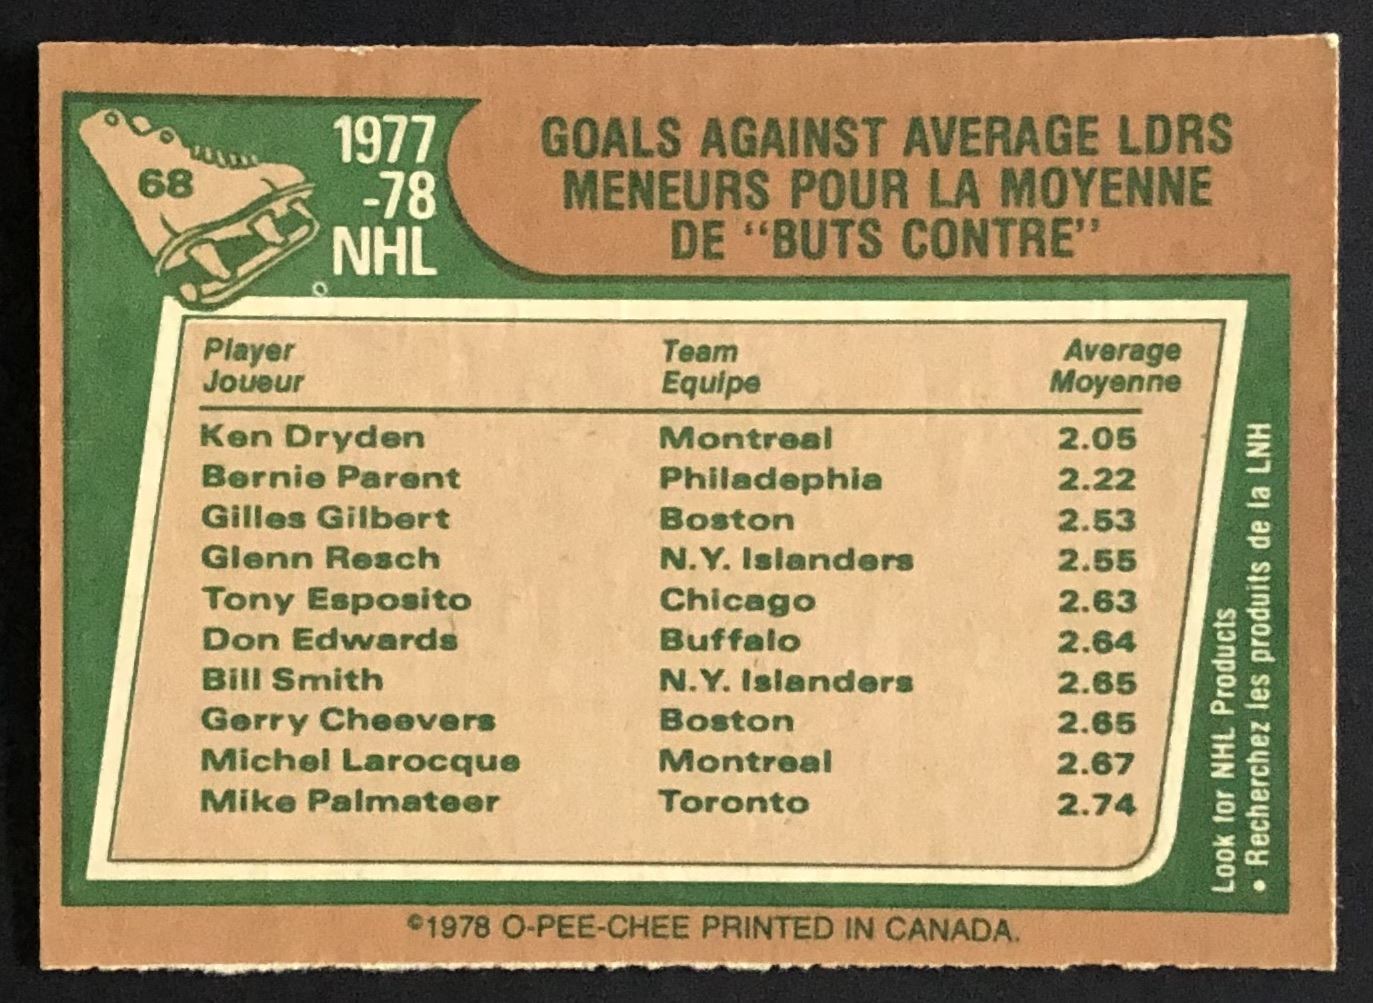 68
1977
-78
NHL
GOALS AGAINST AVERAGE LDRS
MENEURS POUR LA MOYENNE
DE "BUTS CONTRE"
Player Team Average
Joueur Equipe Moyenne
Ken Dryden Montreal 2.05
Bernie Parent Philadephia 2.22
Gilles Gilbert Boston 2.53
Glenn Resch N.Y. Islanders 2.55
Tony Esposito Chicago 2.63
Don Edwards Buffalo 2.64
Bill Smith N.Y. Islanders 2.65
Gerry Cheevers Boston 2.65
Michel Larocque Montreal 2.67
Mike Palmateer Toronto 2.74
Look for NHL Products
• Recherchez les produits de la LNH
©1978 O-PEE-CHEE PRINTED IN CANADA.